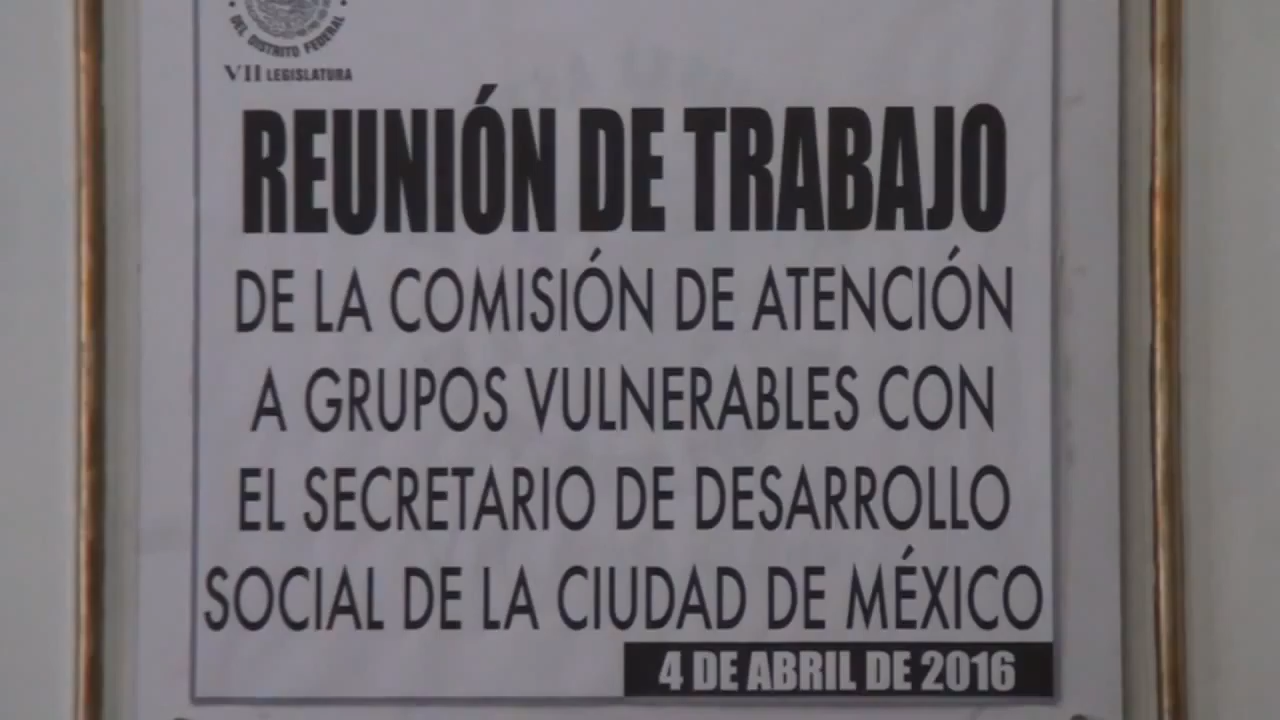 DEL DISTRITO FEDERAL
VII LEGISLATURA
REUNIÓN DE TRABAJO
DE LA COMISIÓN DE ATENCIÓN
A GRUPOS VULNERABLES CON
EL SECRETARIO DE DESARROLLO
SOCIAL DE LA CIUDAD DE MÉXICO
4 DE ABRIL DE 2016